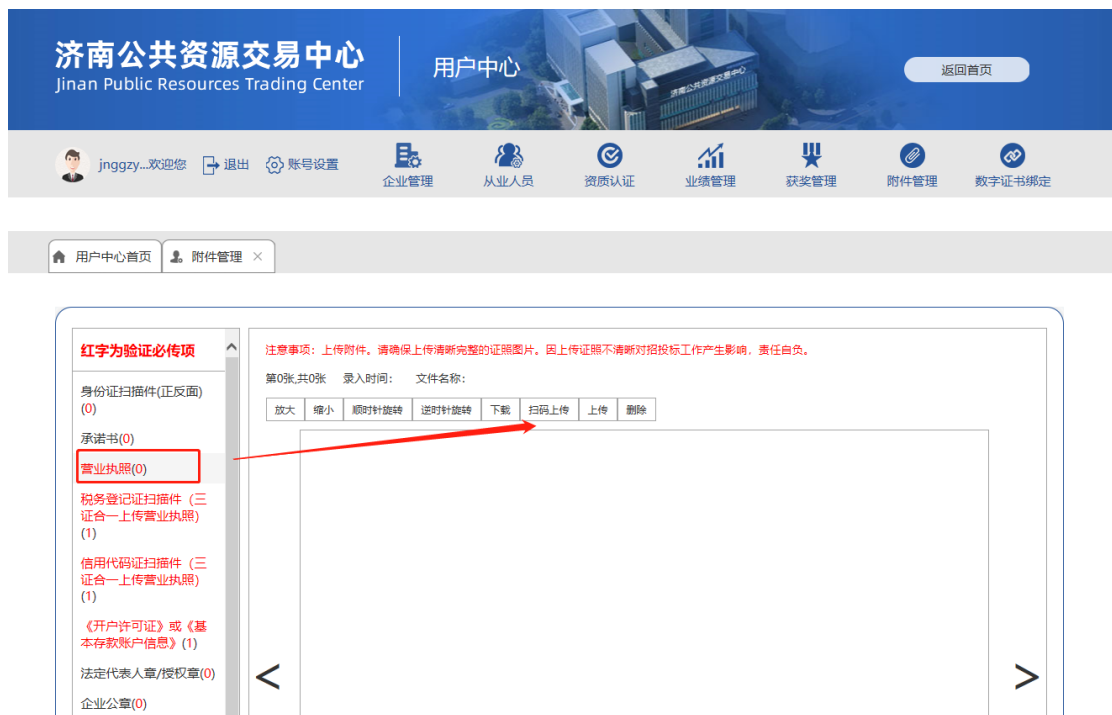 济南公共资源交易中心
Jinan Public Resources Trading Center
用户中心
济南公共资源交易中心
返回首页
jnggzy...欢迎您 退出 账号设置
企业管理 从业人员 资质认证 业绩管理 获奖管理 附件管理 数字证书绑定
用户中心首页 附件管理 ×
红字为验证必传项
身份证扫描件(正反面)
(0)
承诺书(0)
营业执照(0)
税务登记证扫描件（三
证合一上传营业执照)
(1)
信用代码证扫描件（三
证合一上传营业执照)
(1)
《开户许可证》或《基
本存款账户信息》(1)
法定代表人章/授权章(0)
企业公章(0)
注意事项：上传附件。请确保上传清晰完整的证照图片。因上传证照不清晰对招投标工作产生影响，责任自负。
第0张,共0张 录入时间： 文件名称：
放大 缩小 顺时针旋转 逆时针旋转 下载 扫码上传 上传 删除
< >